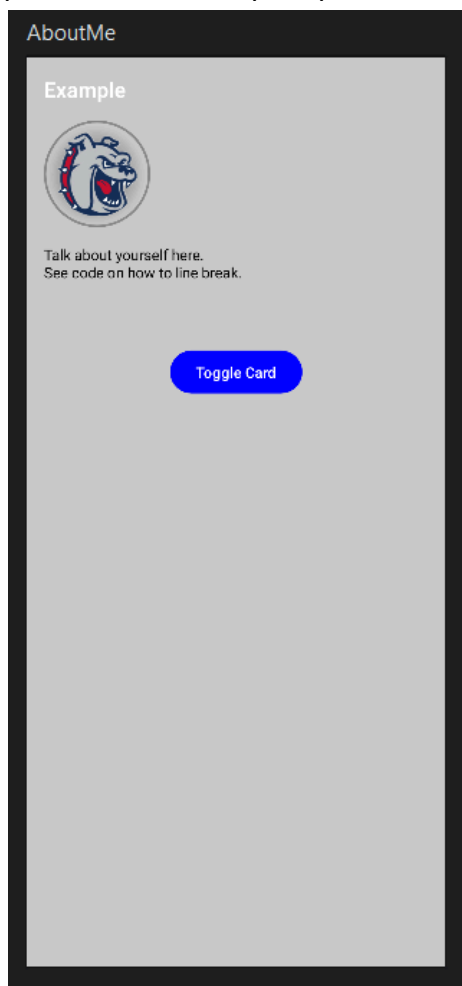 AboutMe
Example
Talk about yourself here.
See code on how to line break.
Toggle Card